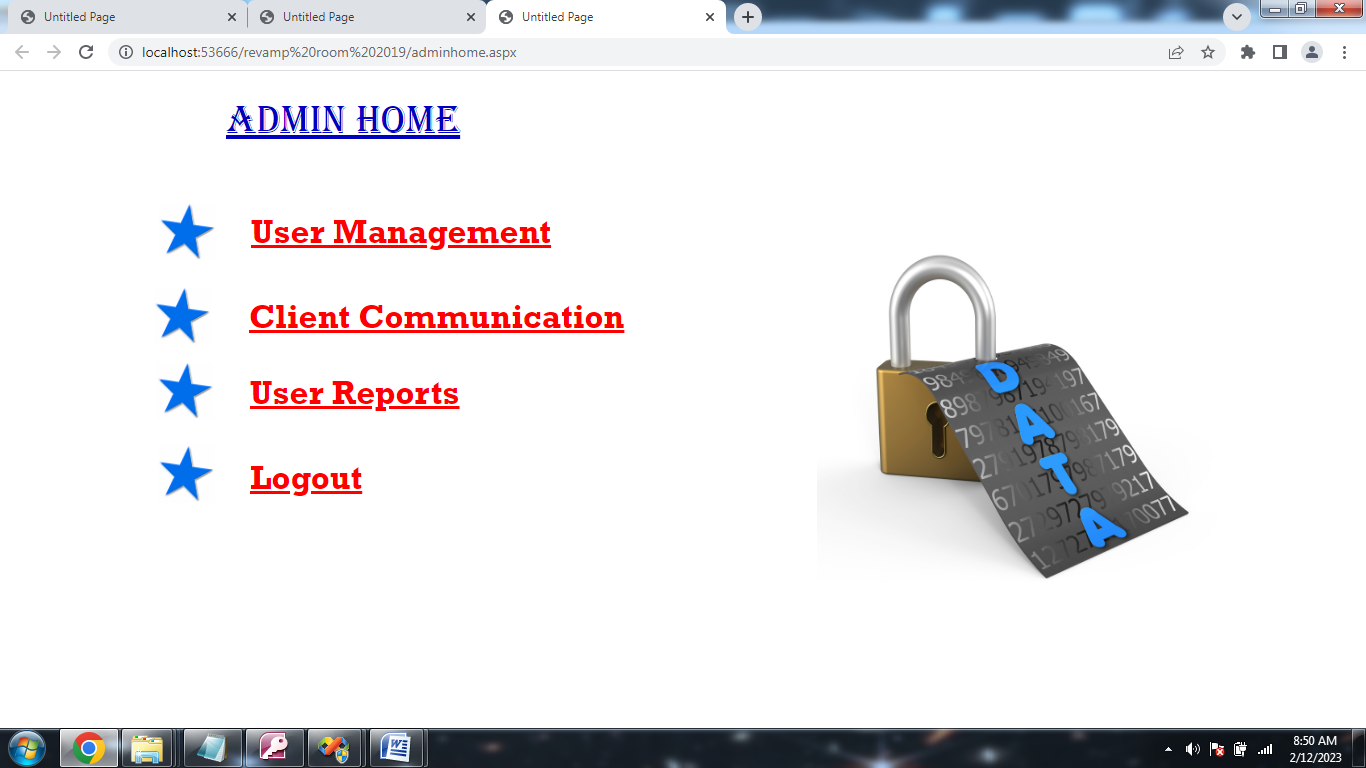 Untitled Page
Untitled Page
Untitled Page
localhost:53666/revamp%20room%202019/adminhome.aspx
ADMIN HOME
User Management
Client Communication
User Reports
Logout
DATA
8:50 AM
2/12/2023